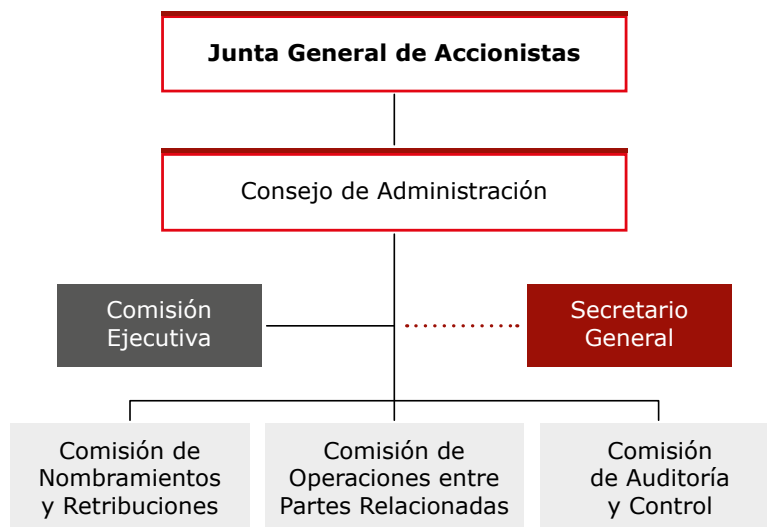 Junta General de Accionistas
Consejo de Administración
Comisión
Ejecutiva
Secretario
General
Comisión de
Nombramientos
y Retribuciones
Comisión de
Operaciones entre
Partes Relacionadas
Comisión
de Auditoría
y Control